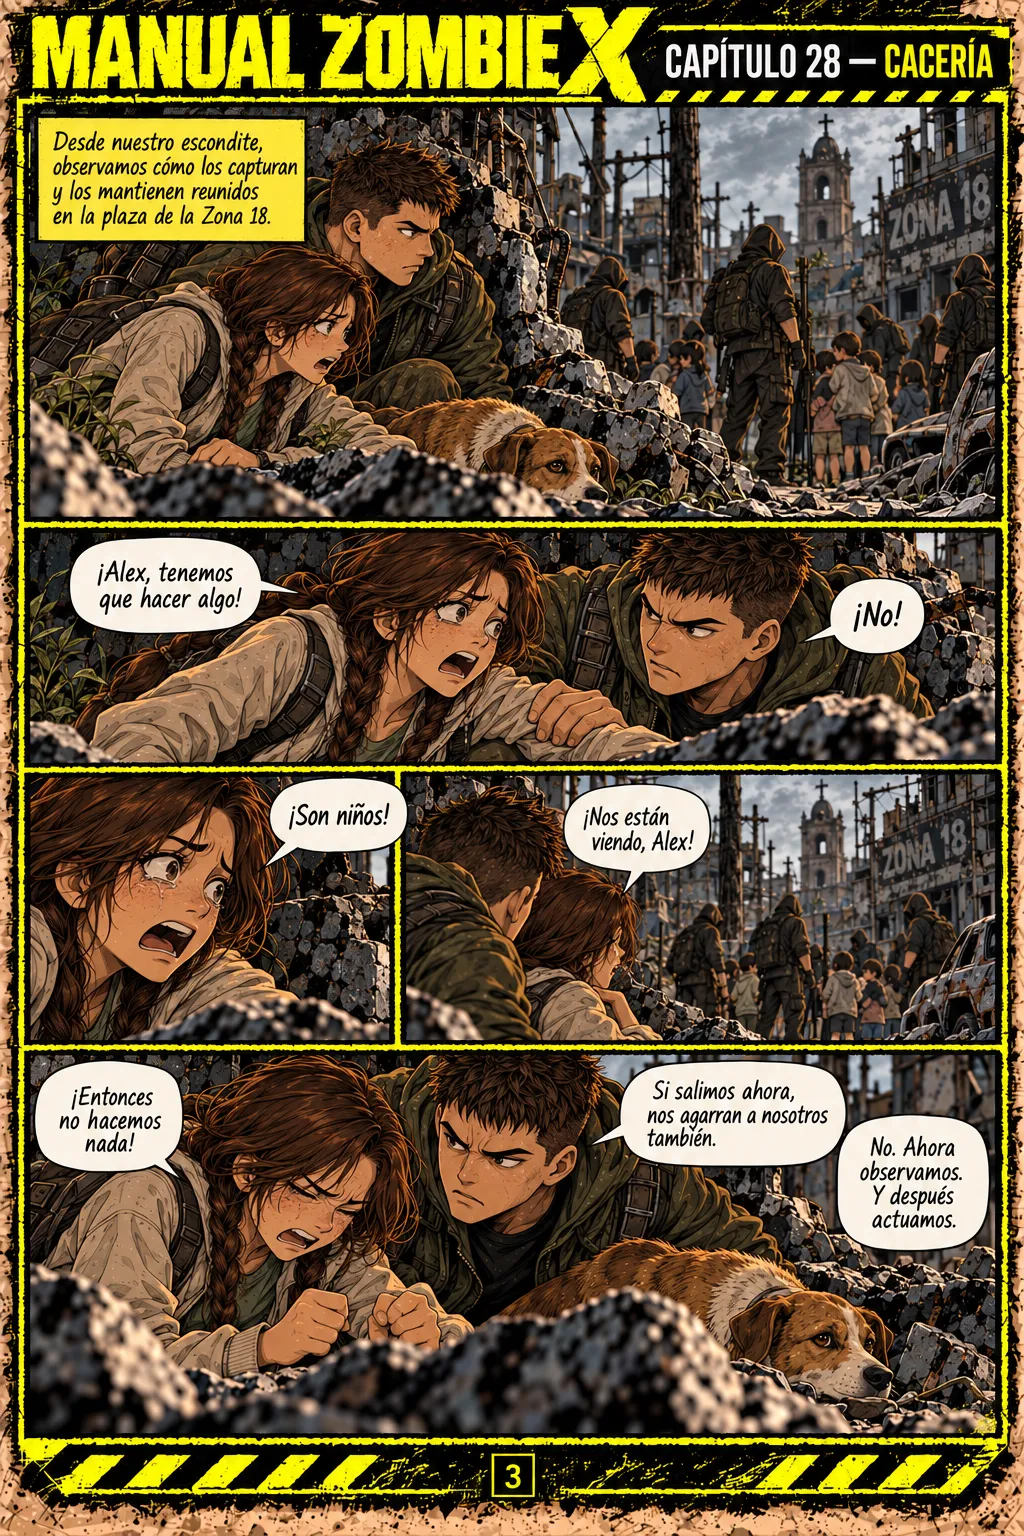 MANUAL ZOMBIE X
CAPÍTULO 28 — CACERÍA
Desde nuestro escondite,
observamos cómo los capturan
y los mantienen reunidos
en la plaza de la Zona 18.
ZONA 18
¡Alex, tenemos
que hacer algo!
¡No!
¡Son niños!
¡Nos están
viendo, Alex!
ZONA 18
¡Entonces
no hacemos
nada!
Si salimos ahora,
nos agarran a nosotros
también.
No. Ahora
observamos.
Y después
actuamos.
3